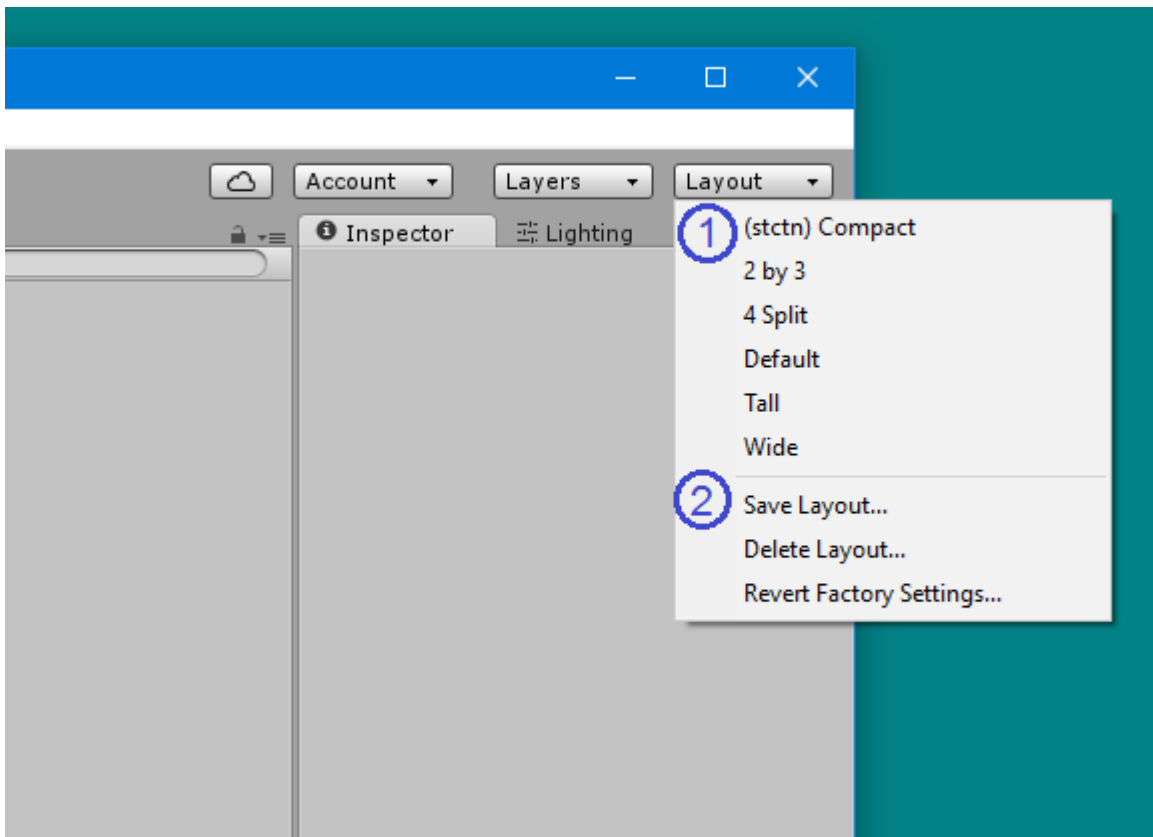 Account Layers Layout
Inspector Lighting
1 (stctn) Compact
2 by 3
4 Split
Default
Tall
Wide
2 Save Layout...
Delete Layout...
Revert Factory Settings...